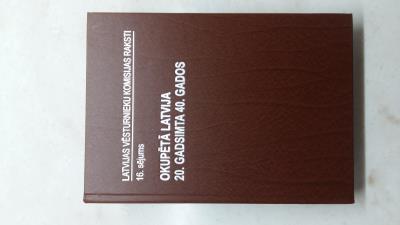 LATVIJAS VĒSTURNIEKU KOMISIJAS RAKSTI
16. sējums
OKUPĒTĀ LATVIJA
20. GADSIMTA 40. GADOS